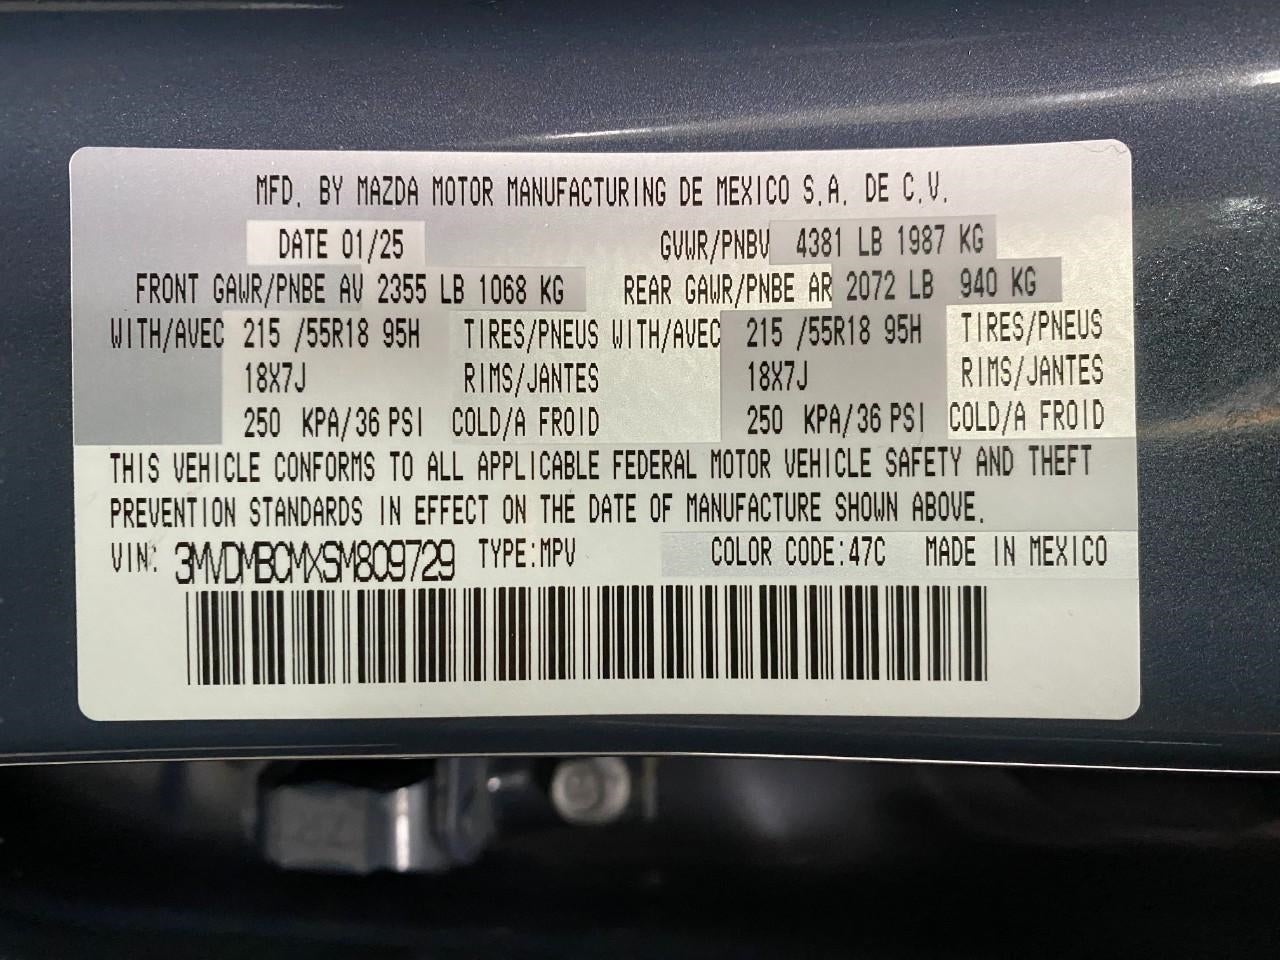 MFD. BY MAZDA MOTOR MANUFACTURING DE MEXICO S.A. DE C.V.
DATE 01/25 GVWR/PNBV 4381 LB 1987 KG
FRONT GAWR/PNBE AV 2355 LB 1068 KG REAR GAWR/PNBE AR 2072 LB 940 KG
WITH/AVEC 215 /55R18 95H TIRES/PNEUS WITH/AVEC 215 /55R18 95H TIRES/PNEUS
18X7J RIMS/JANTES 18X7J RIMS/JANTES
250 KPA/36 PSI COLD/A FROID 250 KPA/36 PSI COLD/A FROID
THIS VEHICLE CONFORMS TO ALL APPLICABLE FEDERAL MOTOR VEHICLE SAFETY AND THEFT
PREVENTION STANDARDS IN EFFECT ON THE DATE OF MANUFACTURE SHOWN ABOVE.
VIN: 3MVDMBCMXSM809729 TYPE:MPV COLOR CODE:47C MADE IN MEXICO